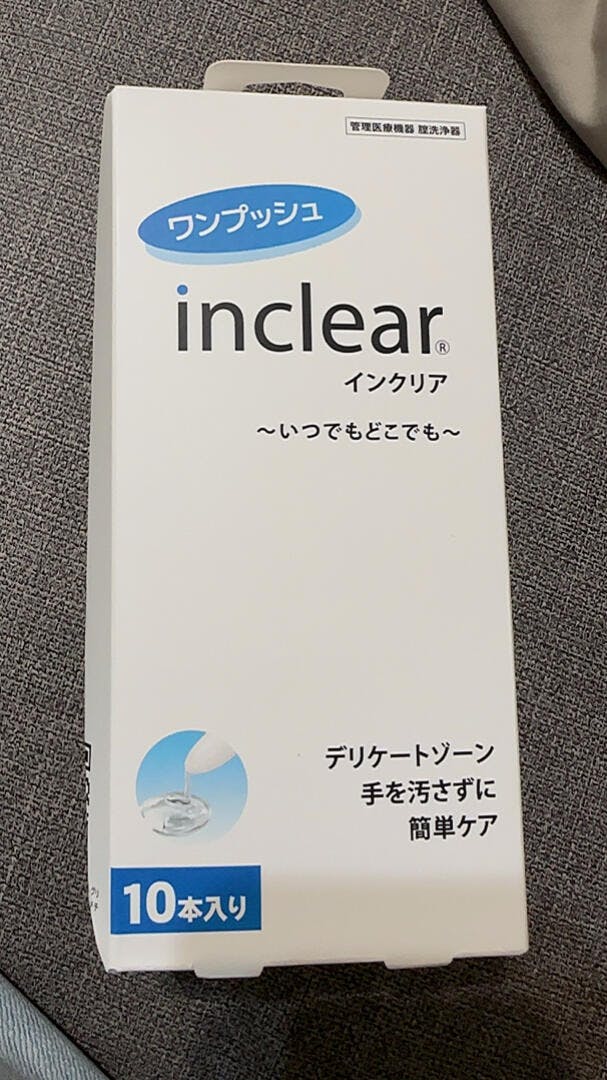 管理医療機器 膣洗浄器
ワンプッシュ
inclear®
インクリア
～いつでもどこでも～
デリケートゾーン
手を汚さずに
簡単ケア
10本入り